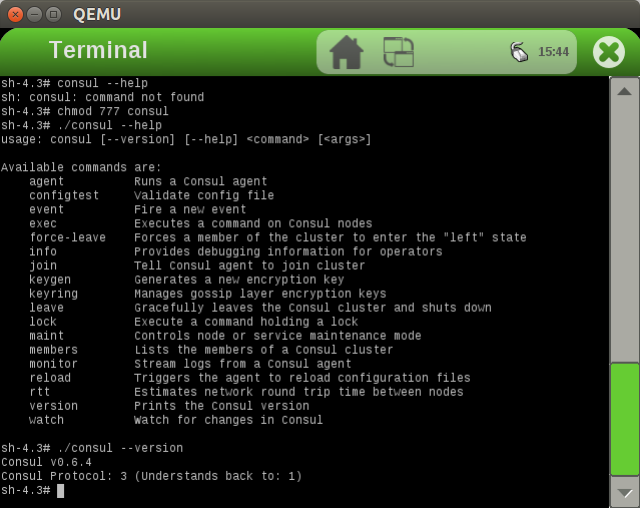 QEMU
Terminal
15:44
sh-4.3# consul --help
sh: consul: command not found
sh-4.3# chmod 777 consul
sh-4.3# ./consul --help
usage: consul [--version] [--help] <command> [<args>]

Available commands are:
    agent          Runs a Consul agent
    configtest     Validate config file
    event          Fire a new event
    exec           Executes a command on Consul nodes
    force-leave    Forces a member of the cluster to enter the "left" state
    info           Provides debugging information for operators
    join           Tell Consul agent to join cluster
    keygen         Generates a new encryption key
    keyring        Manages gossip layer encryption keys
    leave          Gracefully leaves the Consul cluster and shuts down
    lock           Execute a command holding a lock
    maint          Controls node or service maintenance mode
    members        Lists the members of a Consul cluster
    monitor        Stream logs from a Consul agent
    reload         Triggers the agent to reload configuration files
    rtt            Estimates network round trip time between nodes
    version        Prints the Consul version
    watch          Watch for changes in Consul

sh-4.3# ./consul --version
Consul v0.6.4
Consul Protocol: 3 (Understands back to: 1)
sh-4.3#